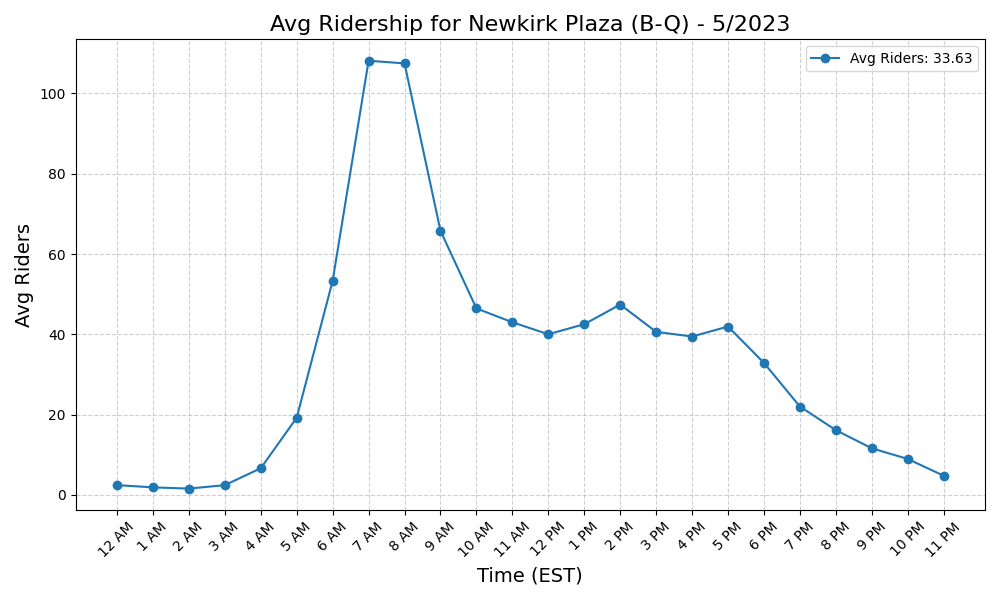 Avg Ridership for Newkirk Plaza (B-Q) - 5/2023
Avg Riders: 33.63
Avg Riders
100
80
60
40
20
0
12 AM
1 AM
2 AM
3 AM
4 AM
5 AM
6 AM
7 AM
8 AM
9 AM
10 AM
11 AM
12 PM
1 PM
2 PM
3 PM
4 PM
5 PM
6 PM
7 PM
8 PM
9 PM
10 PM
11 PM
Time (EST)